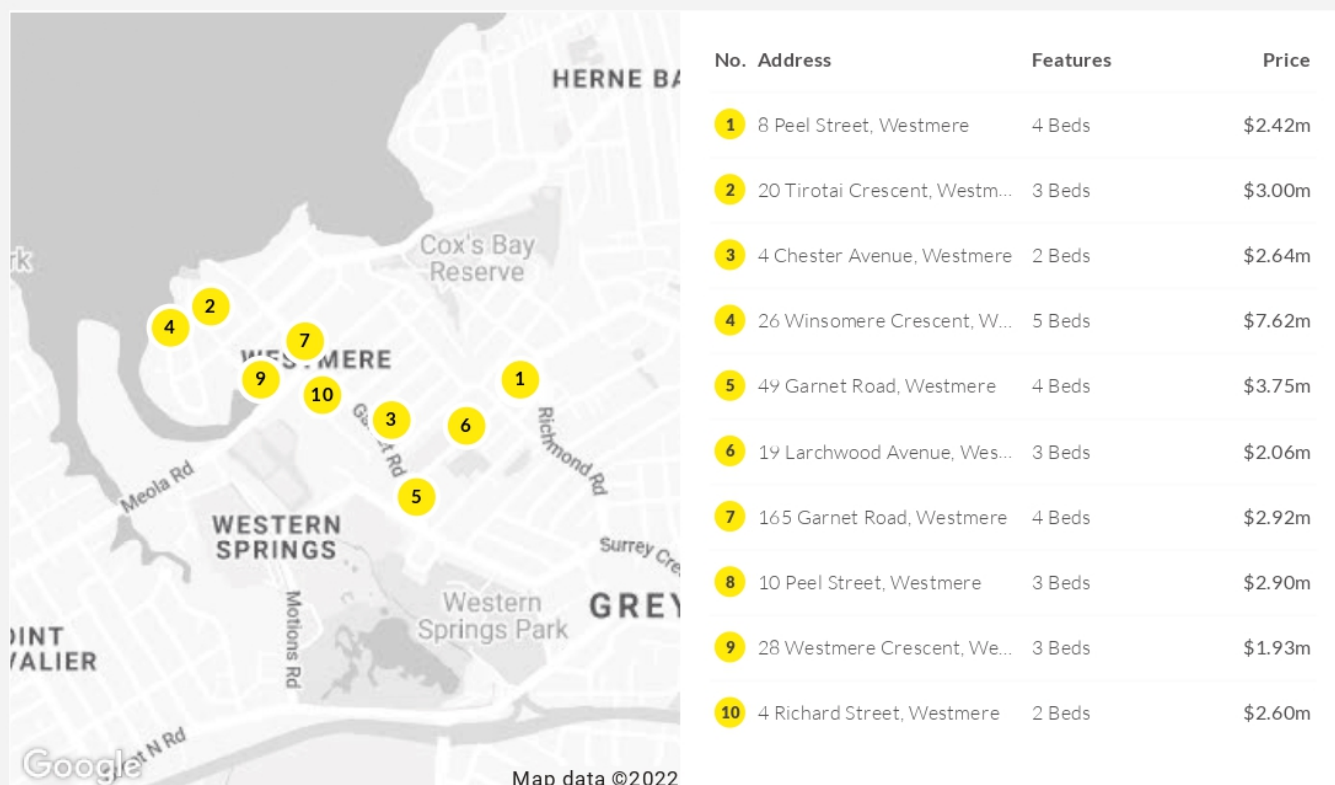 HERNE BA
rk
Cox's Bay
Reserve
2
4
7
WESTMERE
9
1
10
3
6
Garnet Rd
Richmond Rd
5
Meola Rd
WESTERN
SPRINGS
Surrey Cre
Motions Rd
Western
Springs Park
GREY
OINT
VALIER
t N Rd
Google
Map data ©2022
No. Address Features Price
1 8 Peel Street, Westmere 4 Beds $2.42m
2 20 Tirotai Crescent, Westm... 3 Beds $3.00m
3 4 Chester Avenue, Westmere 2 Beds $2.64m
4 26 Winsomere Crescent, W... 5 Beds $7.62m
5 49 Garnet Road, Westmere 4 Beds $3.75m
6 19 Larchwood Avenue, Wes... 3 Beds $2.06m
7 165 Garnet Road, Westmere 4 Beds $2.92m
8 10 Peel Street, Westmere 3 Beds $2.90m
9 28 Westmere Crescent, We... 3 Beds $1.93m
10 4 Richard Street, Westmere 2 Beds $2.60m